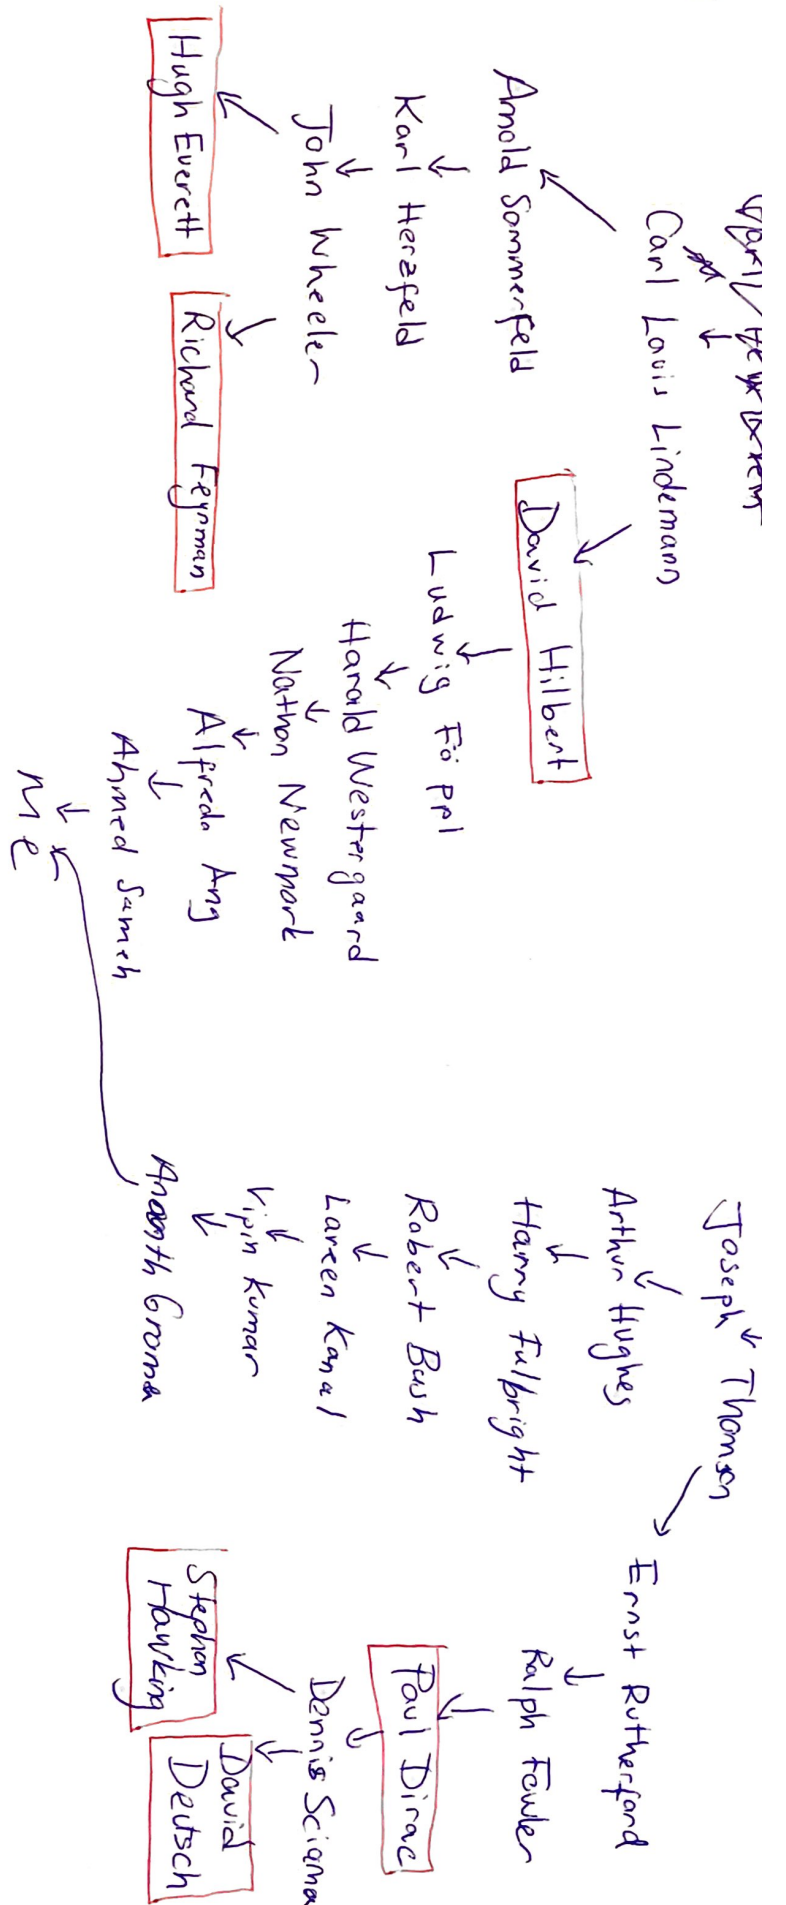 Carl Louis Lindemann
Arnold Sommerfeld
Karl Herzfeld
John Wheeler
Hugh Everett
Richard Feynman
David Hilbert
Ludwig Föppl
Harald Westergaard
Nathan Newmark
Alfredo Ang
Ahmed Sameh
Me
Joseph Thomson
Arthur Hughes
Harry Fulbright
Robert Bush
Laveen Kanal
Vipin Kumar
Ananth Grama
Ernst Rutherford
Ralph Fowler
Paul Dirac
Dennis Sciama
Stephen
Hawking
David
Deutsch